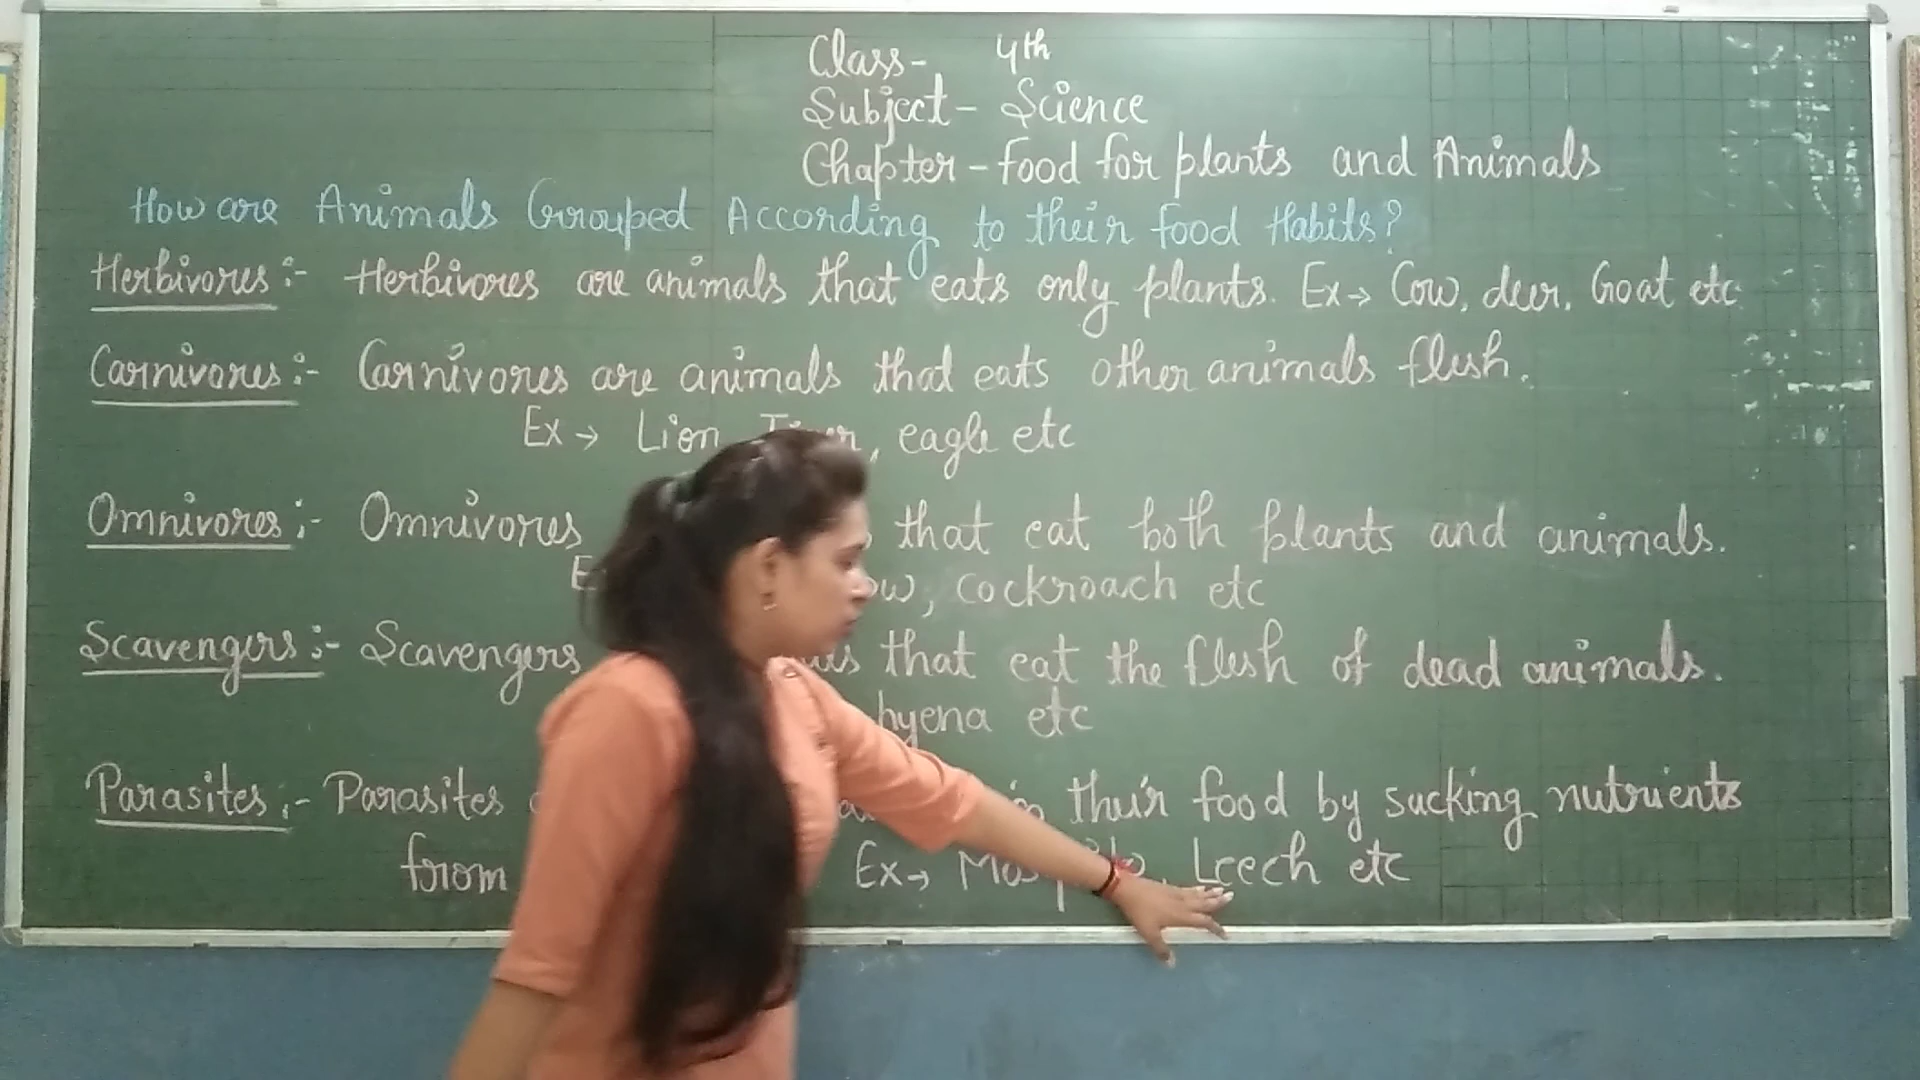 Class- 4th
Subject- Science
Chapter- food for plants and Animals
How are Animals Grouped According to their food Habits?
Herbivores:- Herbivores are animals that eats only plants. Ex→ Cow, deer, Goat etc
Carnivores:- Carnivores are animals that eats other animals flesh.
Ex→ Lion, eagle etc
Omnivores:- Omnivores that eat both plants and animals.
cockroach etc
Scavengers:- Scavengers that eat the flesh of dead animals.
hyena etc
Parasites:- Parasites their food by sucking nutrients
from Ex→ Leech etc